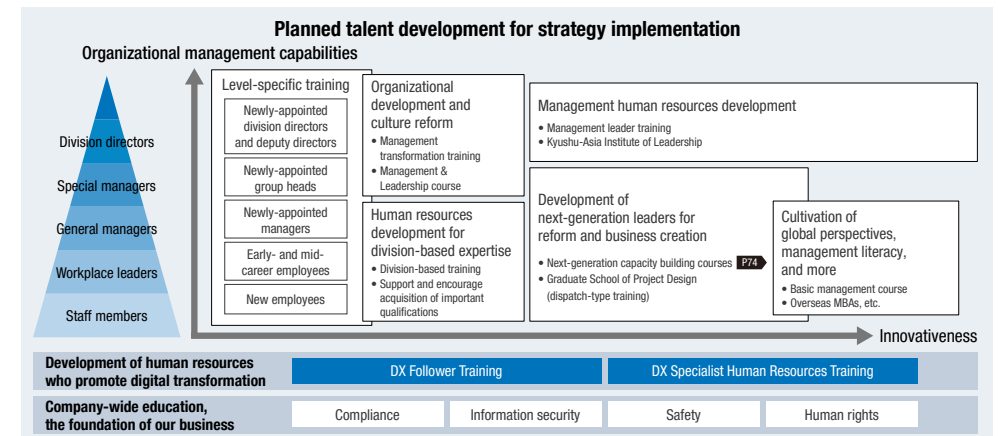 Planned talent development for strategy implementation
Organizational management capabilities
Division directors
Special managers
General managers
Workplace leaders
Staff members
Level-specific training
Newly-appointed
division directors
and deputy directors
Newly-appointed
group heads
Newly-appointed
managers
Early- and mid-
career employees
New employees
Organizational
development and
culture reform
• Management
transformation training
• Management &
Leadership course
Human resources
development for
division-based expertise
• Division-based training
• Support and encourage
acquisition of important
qualifications
Management human resources development
• Management leader training
• Kyushu-Asia Institute of Leadership
Development of
next-generation leaders for
reform and business creation
• Next-generation capacity building courses P74
• Graduate School of Project Design
(dispatch-type training)
Cultivation of
global perspectives,
management literacy,
and more
• Basic management course
• Overseas MBAs, etc.
Innovativeness
Development of human resources
who promote digital transformation
DX Follower Training
DX Specialist Human Resources Training
Company-wide education,
the foundation of our business
Compliance
Information security
Safety
Human rights